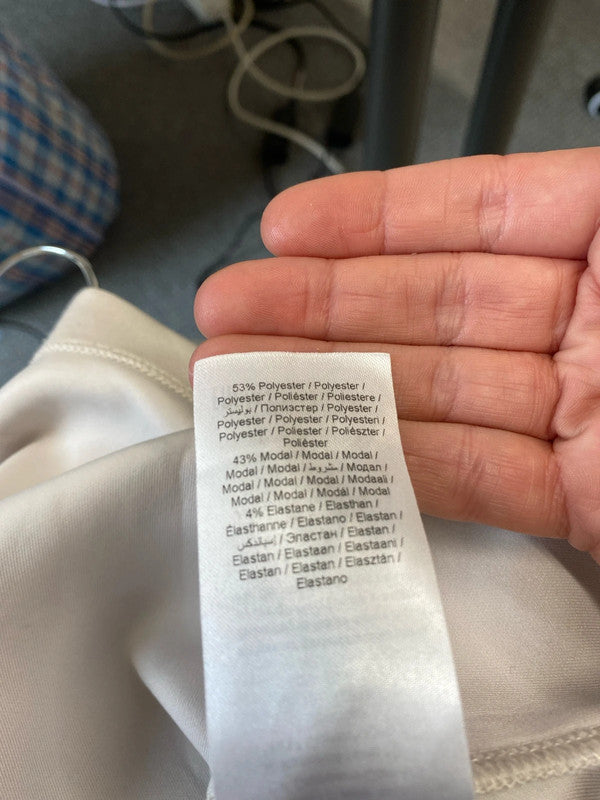 53% Polyester / Polyester /
Polyester / Poliéster / Poliestere /
بوليستر / Полиэстер / Polyester /
Polyester / Polyester / Polyesteri /
Polyester / Poliester / Poliészter /
Poliéster
43% Modal / Modal / Modal /
Modal / Modal / مشروط / Модал /
Modal / Modal / Modal / Modaali /
Modal / Modal / Modál / Modal
4% Elastane / Elasthan /
Élasthanne / Elastano / Elastan /
إسبالندكس / Эластан / Elastan /
Elastan / Elastaan / Elastaani /
Elastan / Elastan / Elasztán /
Elastano